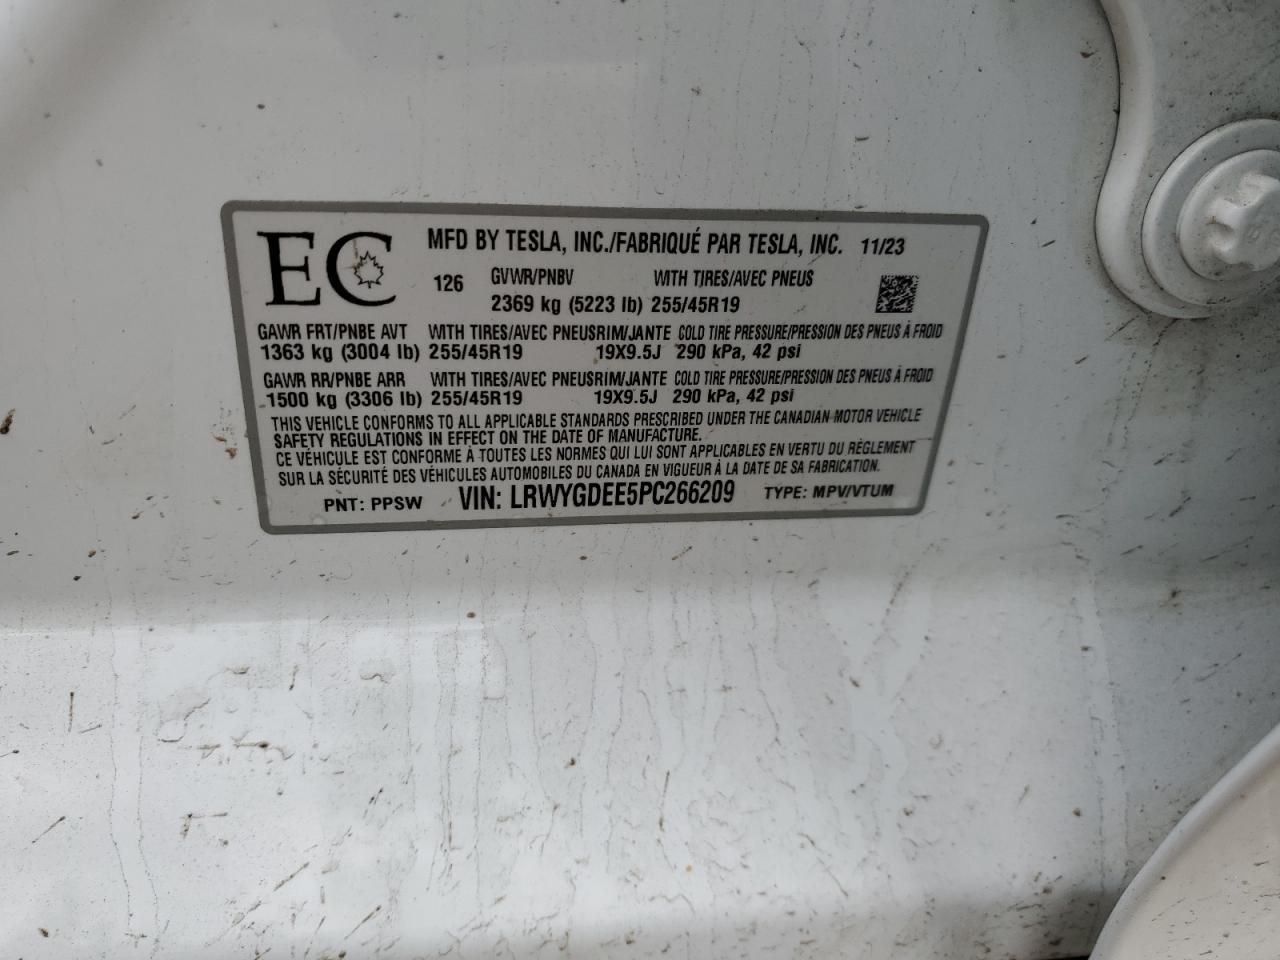 EC MFD BY TESLA, INC./FABRIQUÉ PAR TESLA, INC. 11/23
126 GVWR/PNBV WITH TIRES/AVEC PNEUS
2369 kg (5223 lb) 255/45R19
GAWR FRT/PNBE AVT WITH TIRES/AVEC PNEUS RIM/JANTE COLD TIRE PRESSURE/PRESSION DES PNEUS À FROID
1363 kg (3004 lb) 255/45R19 19X9.5J 290 kPa, 42 psi
GAWR RR/PNBE ARR WITH TIRES/AVEC PNEUS RIM/JANTE COLD TIRE PRESSURE/PRESSION DES PNEUS À FROID
1500 kg (3306 lb) 255/45R19 19X9.5J 290 kPa, 42 psi
THIS VEHICLE CONFORMS TO ALL APPLICABLE STANDARDS PRESCRIBED UNDER THE CANADIAN MOTOR VEHICLE
SAFETY REGULATIONS IN EFFECT ON THE DATE OF MANUFACTURE.
CE VÉHICULE EST CONFORME À TOUTES LES NORMES QUI LUI SONT APPLICABLES EN VERTU DU RÈGLEMENT
SUR LA SÉCURITÉ DES VÉHICULES AUTOMOBILES DU CANADA EN VIGUEUR À LA DATE DE SA FABRICATION.
PNT: PPSW VIN: LRWYGDEE5PC266209 TYPE: MPV/VTUM